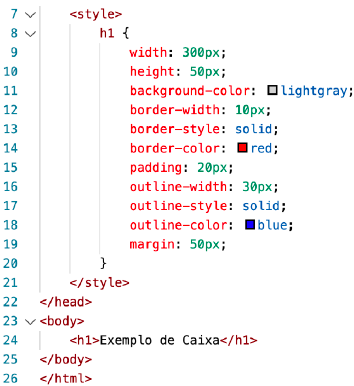 7 <style>
8 h1 {
9 width: 300px;
10 height: 50px;
11 background-color: lightgray;
12 border-width: 10px;
13 border-style: solid;
14 border-color: red;
15 padding: 20px;
16 outline-width: 30px;
17 outline-style: solid;
18 outline-color: blue;
19 margin: 50px;
20 }
21 </style>
22 </head>
23 <body>
24 <h1>Exemplo de Caixa</h1>
25 </body>
26 </html>